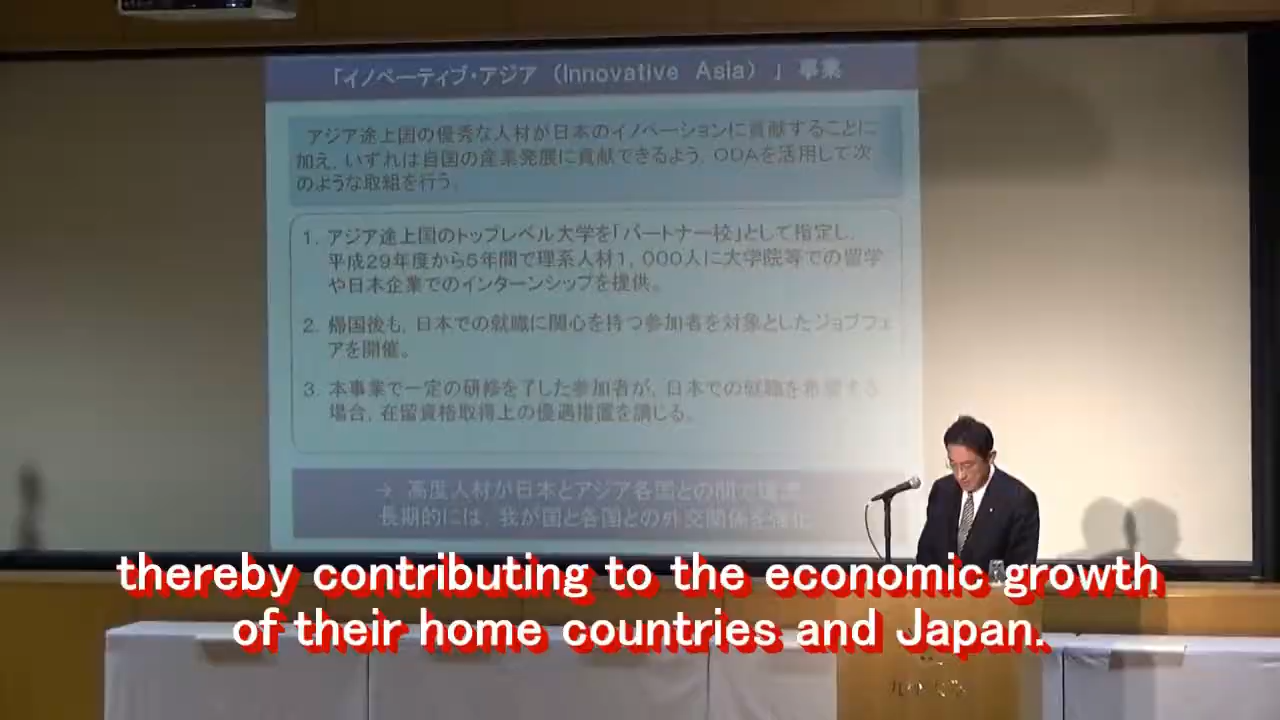 「イノベーティブ・アジア（Innovative Asia）」 事業
アジア途上国の優秀な人材が日本のイノベーションに貢献することに
加え，いずれは自国の産業発展に貢献できるよう，ODAを活用して次
のような取組を行う。
1． アジア途上国のトップレベル大学を「パートナー校」として指定し，
平成29年度から5年間で理系人材1，000人に大学院等での留学
や日本企業でのインターンシップを提供。
2． 帰国後も，日本での就職に関心を持つ参加者を対象としたジョブフェ
アを開催。
3． 本事業で一定の研修を了した参加者が，日本での就職を希望する
場合，在留資格取得上の優遇措置を講じる。
→ 高度人材が日本とアジア各国との間で環流
長期的には，我が国と各国との外交関係を強化
thereby contributing to the economic growth
of their home countries and Japan.
九州大学